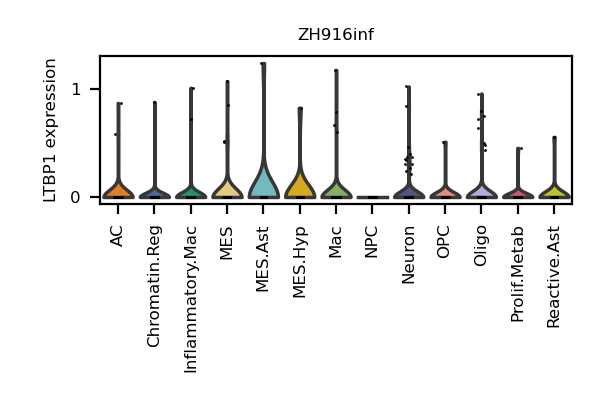 ZH916inf
LTBP1 expression
1
0
AC
Chromatin.Reg
Inflammatory.Mac
MES
MES.Ast
MES.Hyp
Mac
NPC
Neuron
OPC
Oligo
Prolif.Metab
Reactive.Ast